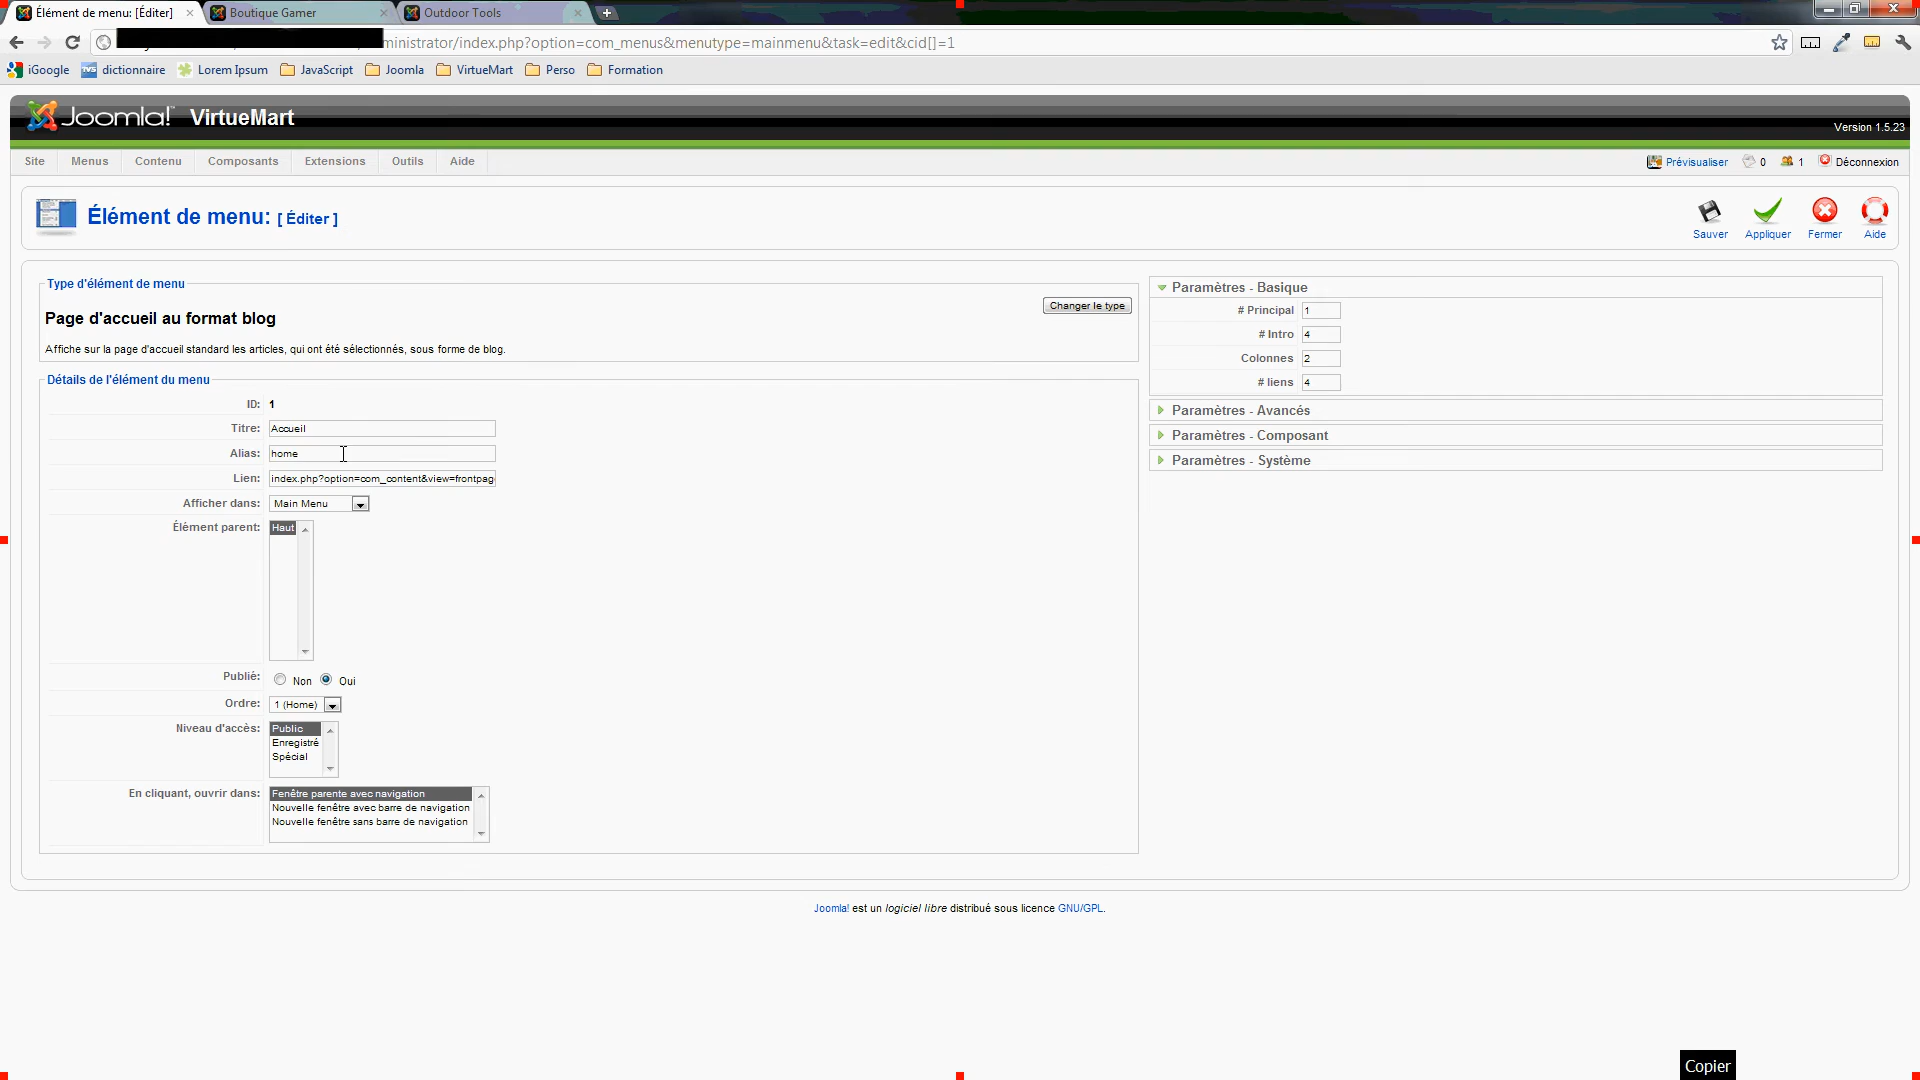 Élément de menu: [Éditer]
Boutique Gamer
Outdoor Tools
ministrator/index.php?option=com_menus&menutype=mainmenu&task=edit&cid[]=1
iGoogle dictionnaire Lorem Ipsum JavaScript Joomla VirtueMart Perso Formation
Joomla! VirtueMart
Version 1.5.23
Site Menus Contenu Composants Extensions Outils Aide
Prévisualiser 0 1 Déconnexion
Élément de menu: [ Éditer ]
Sauver Appliquer Fermer Aide
Type d'élément de menu
Changer le type
Page d'accueil au format blog
Affiche sur la page d'accueil standard les articles, qui ont été sélectionnés, sous forme de blog.
Détails de l'élément du menu
ID: 1
Titre: Accueil
Alias: home
Lien: index.php?option=com_content&view=frontpag
Afficher dans: Main Menu
Élément parent: Haut
Publié: Non Oui
Ordre: 1 (Home)
Niveau d'accès: Public
Enregistré
Spécial
En cliquant, ouvrir dans: Fenêtre parente avec navigation
Nouvelle fenêtre avec barre de navigation
Nouvelle fenêtre sans barre de navigation
Paramètres - Basique
# Principal 1
# Intro 4
Colonnes 2
# liens 4
Paramètres - Avancés
Paramètres - Composant
Paramètres - Système
Joomla! est un logiciel libre distribué sous licence GNU/GPL.
Copier